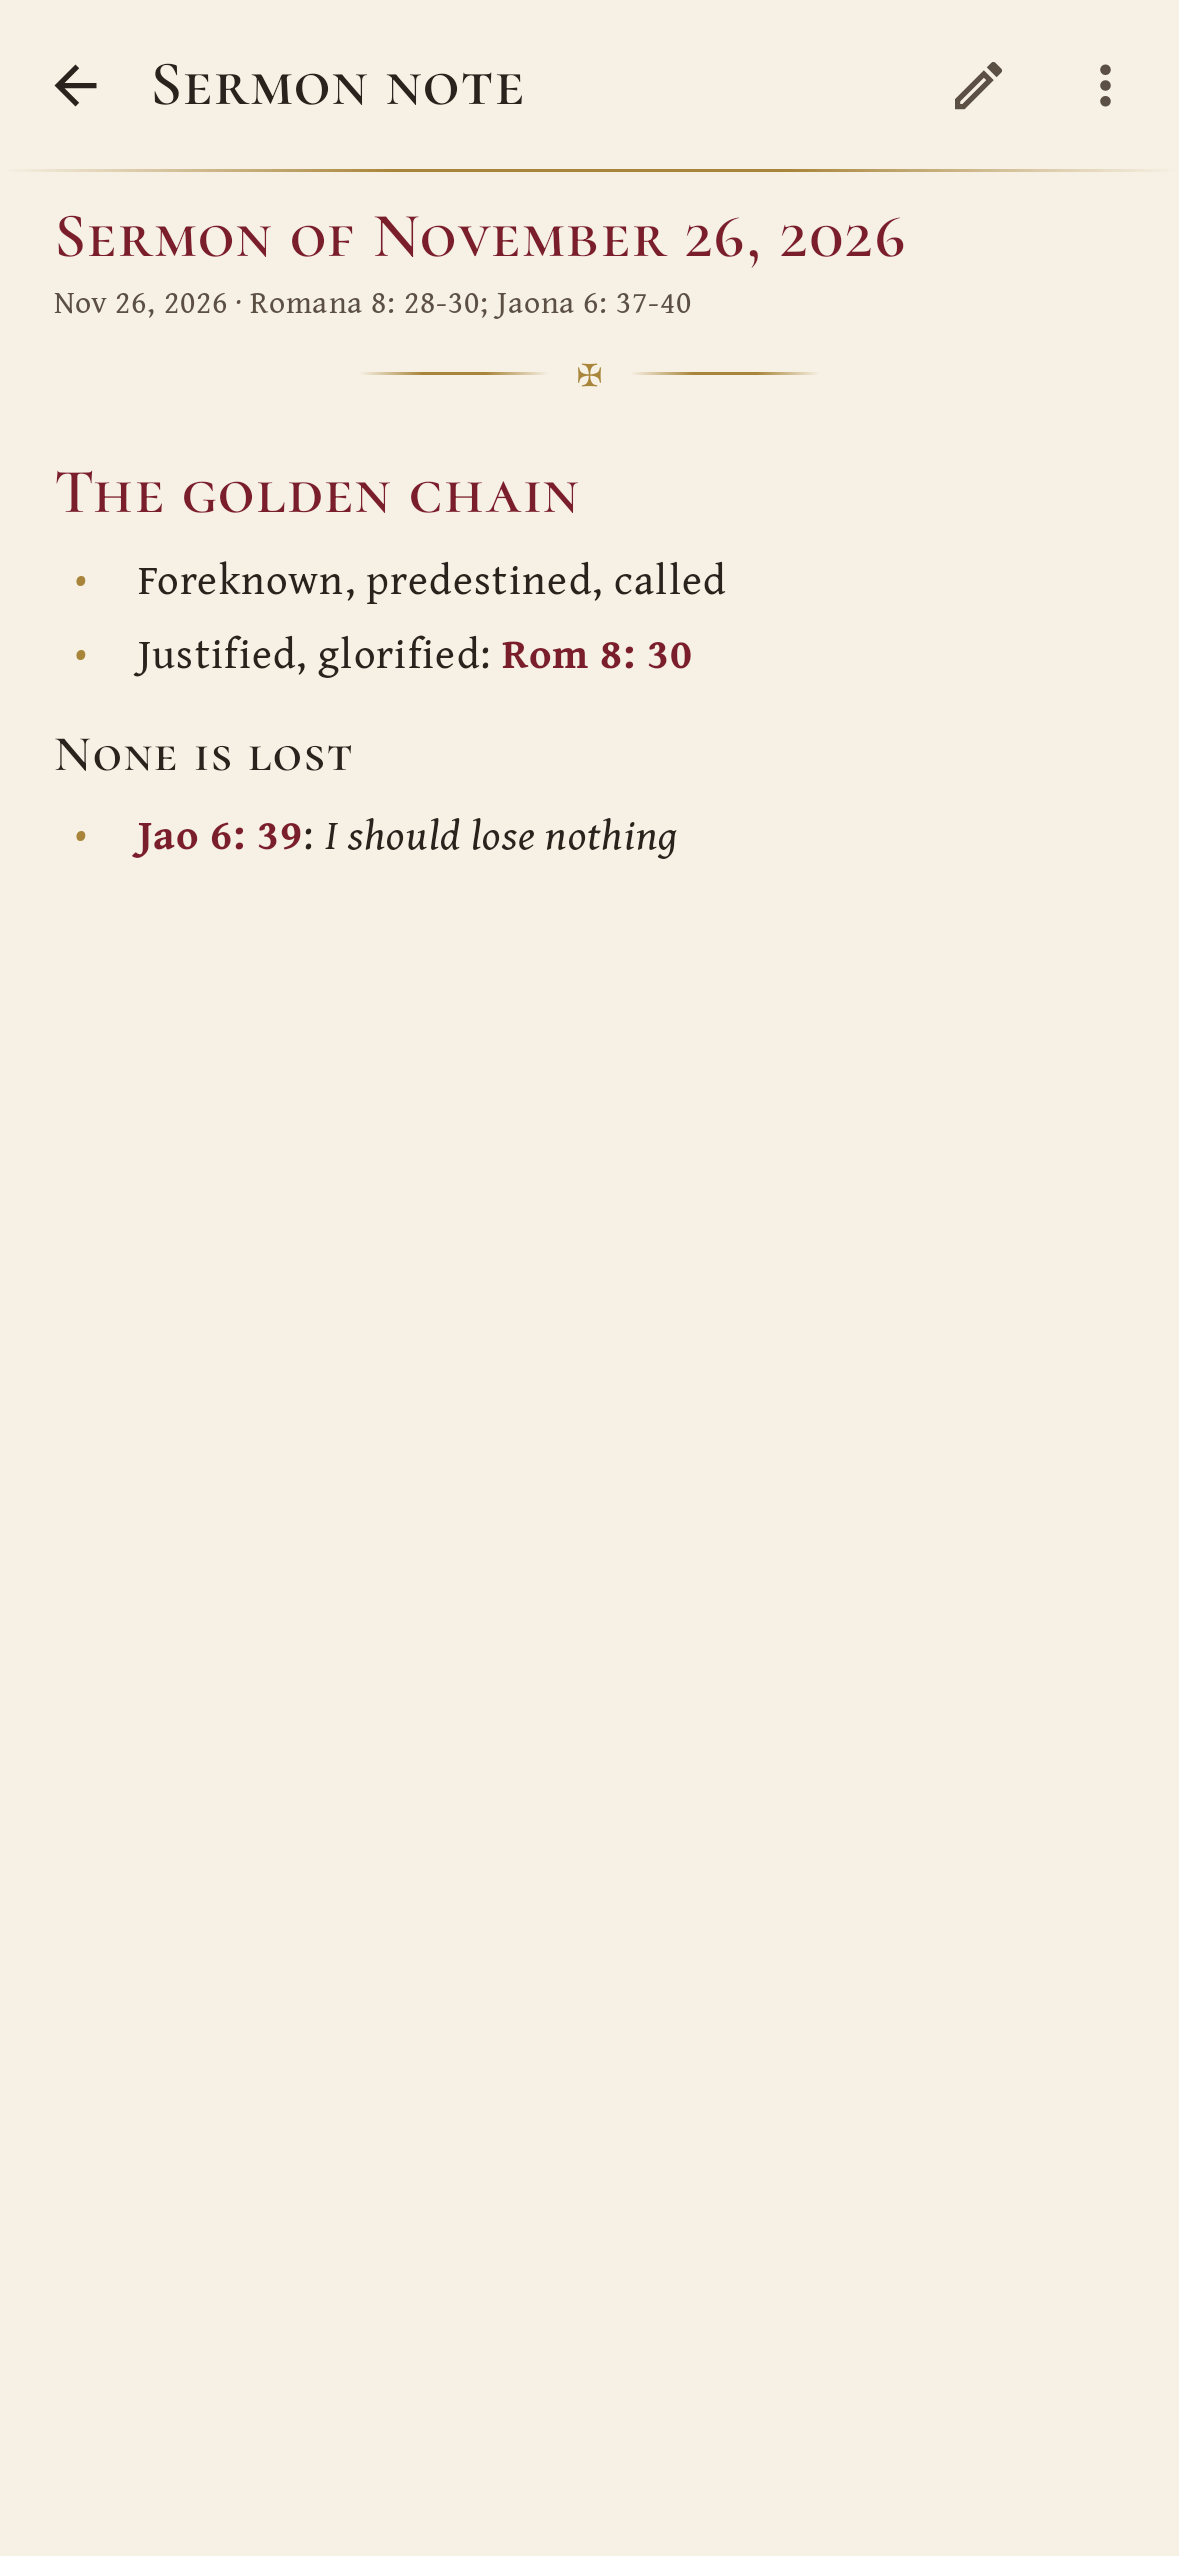 Sermon note
Sermon of November 26, 2026
Nov 26, 2026 · Romana 8: 28-30; Jaona 6: 37-40
✠
The golden chain
• Foreknown, predestined, called
• Justified, glorified: Rom 8: 30
None is lost
• Jao 6: 39: I should lose nothing